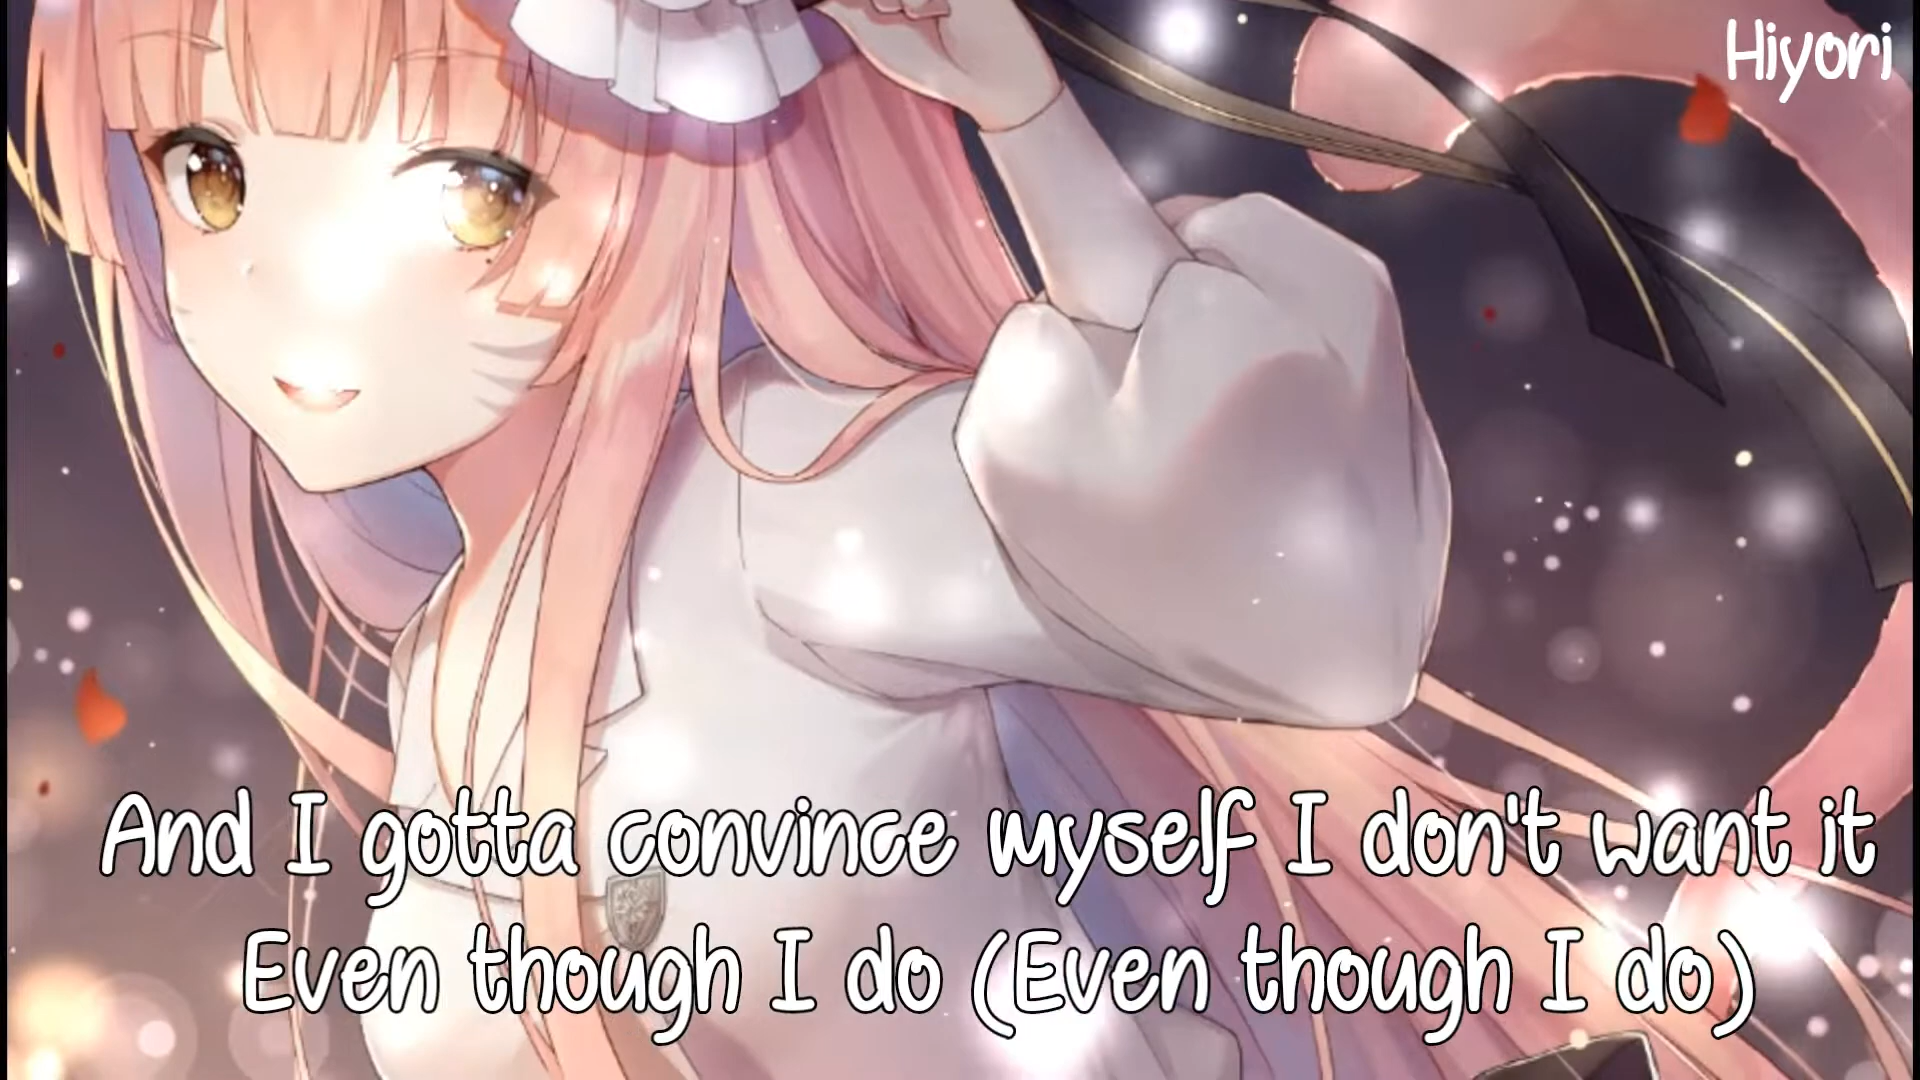 Hiyori
And I gotta convince myself I don't want it
Even though I do (Even though I do)